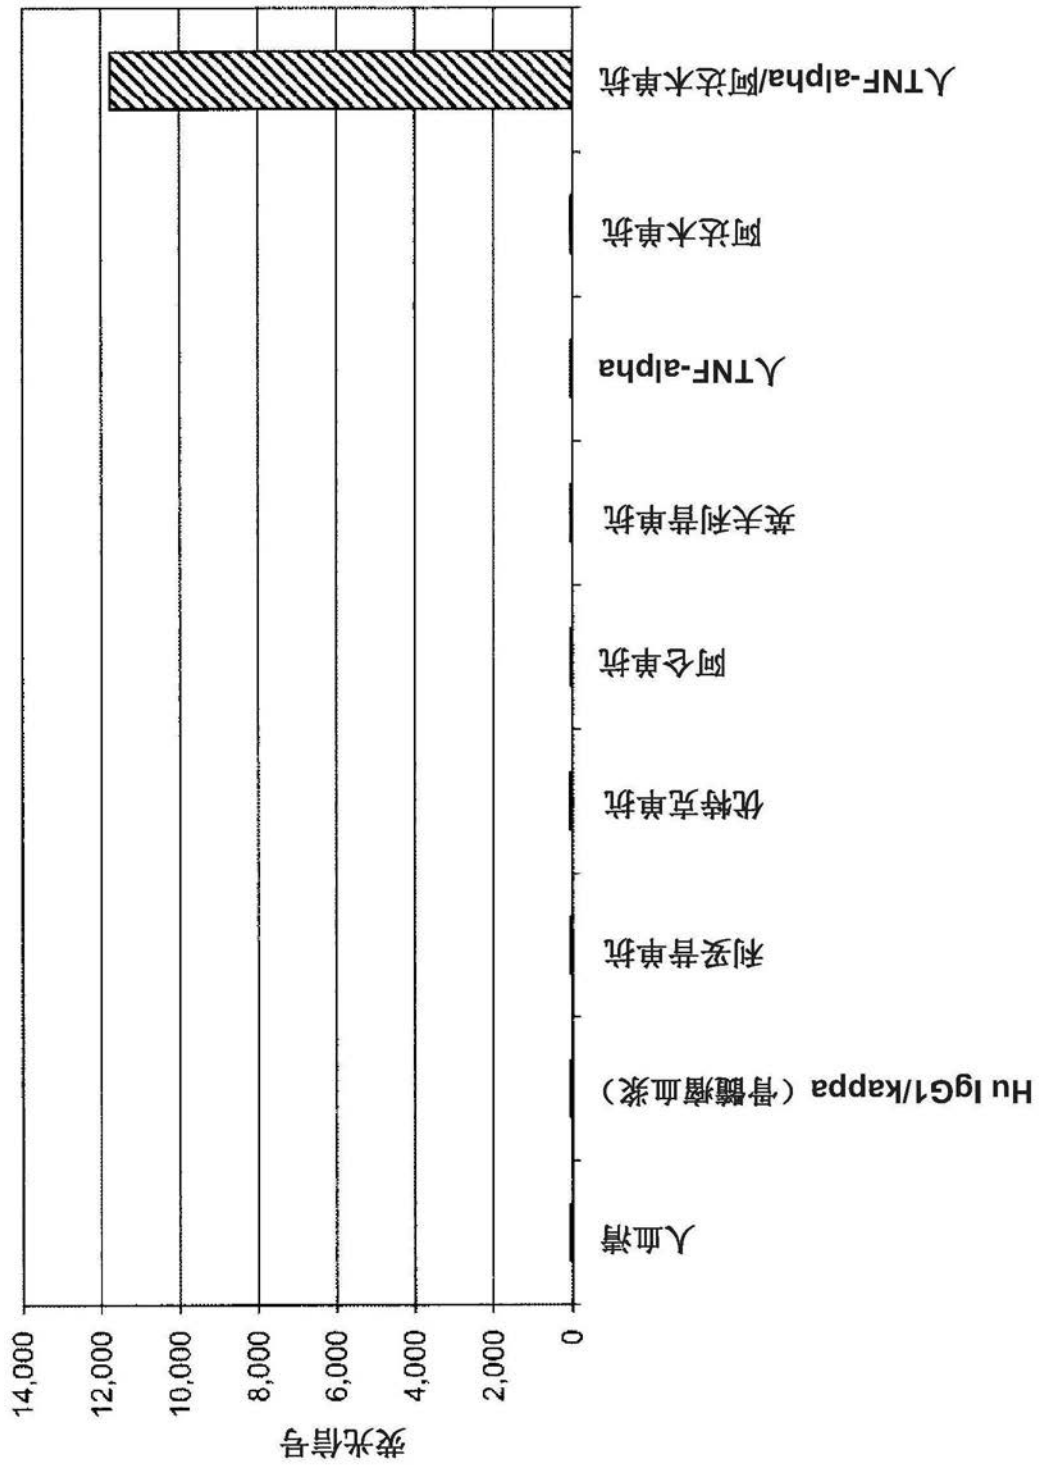 荧光信号
14,000
12,000
10,000
8,000
6,000
4,000
2,000
0
人血清
Hu IgG1/kappa（骨髓瘤血浆）
利妥昔单抗
优特克单抗
阿仑单抗
英夫利昔单抗
人TNF-alpha
阿达木单抗
人TNF-alpha/阿达木单抗